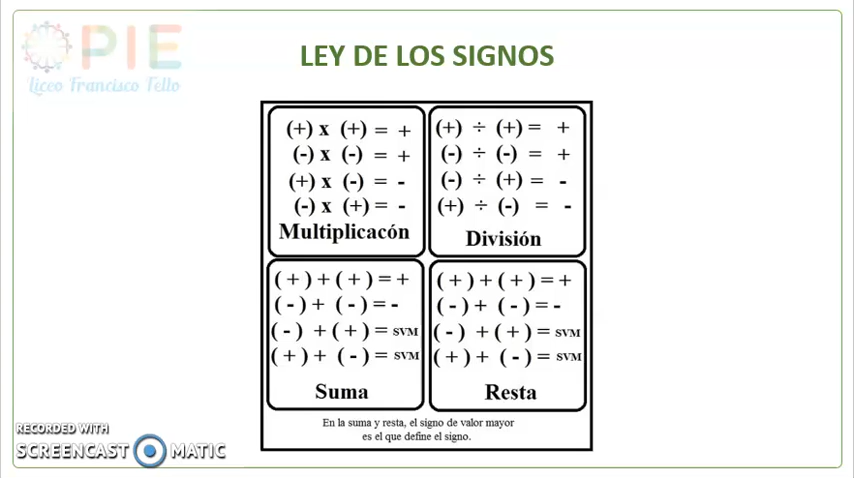 PIE
Liceo Francisco Tello
LEY DE LOS SIGNOS
(+) x (+) = +
(-) x (-) = +
(+) x (-) = -
(-) x (+) = -
Multiplicacón
(+) ÷ (+) = +
(-) ÷ (-) = +
(-) ÷ (+) = -
(+) ÷ (-) = -
División
(+) + (+) = +
(-) + (-) = -
(-) + (+) = SVM
(+) + (-) = SVM
Suma
(+) + (+) = +
(-) + (-) = -
(-) + (+) = SVM
(+) + (-) = SVM
Resta
En la suma y resta, el signo de valor mayor
es el que define el signo.
RECORDED WITH
SCREENCAST MATIC